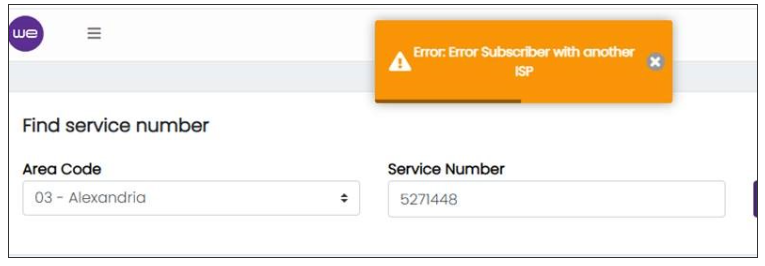 we
Error: Error Subscriber with another
ISP
Find service number
Area Code
Service Number
03 - Alexandria
5271448